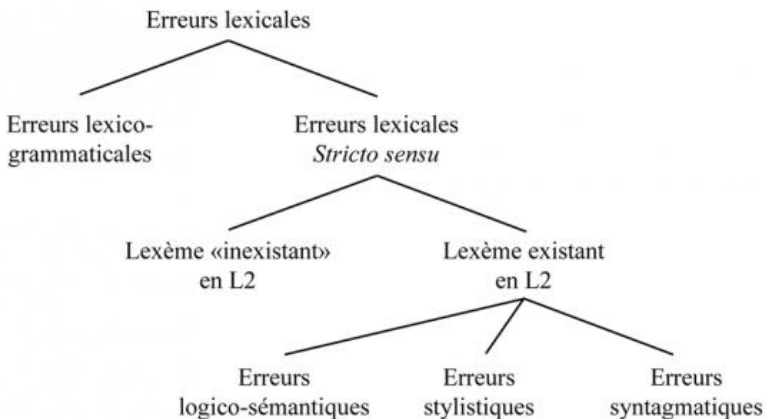 Erreurs lexicales
Erreurs lexico-
grammaticales
Erreurs lexicales
Stricto sensu
Lexème «inexistant»
en L2
Lexème existant
en L2
Erreurs
logico-sémantiques
Erreurs
stylistiques
Erreurs
syntagmatiques